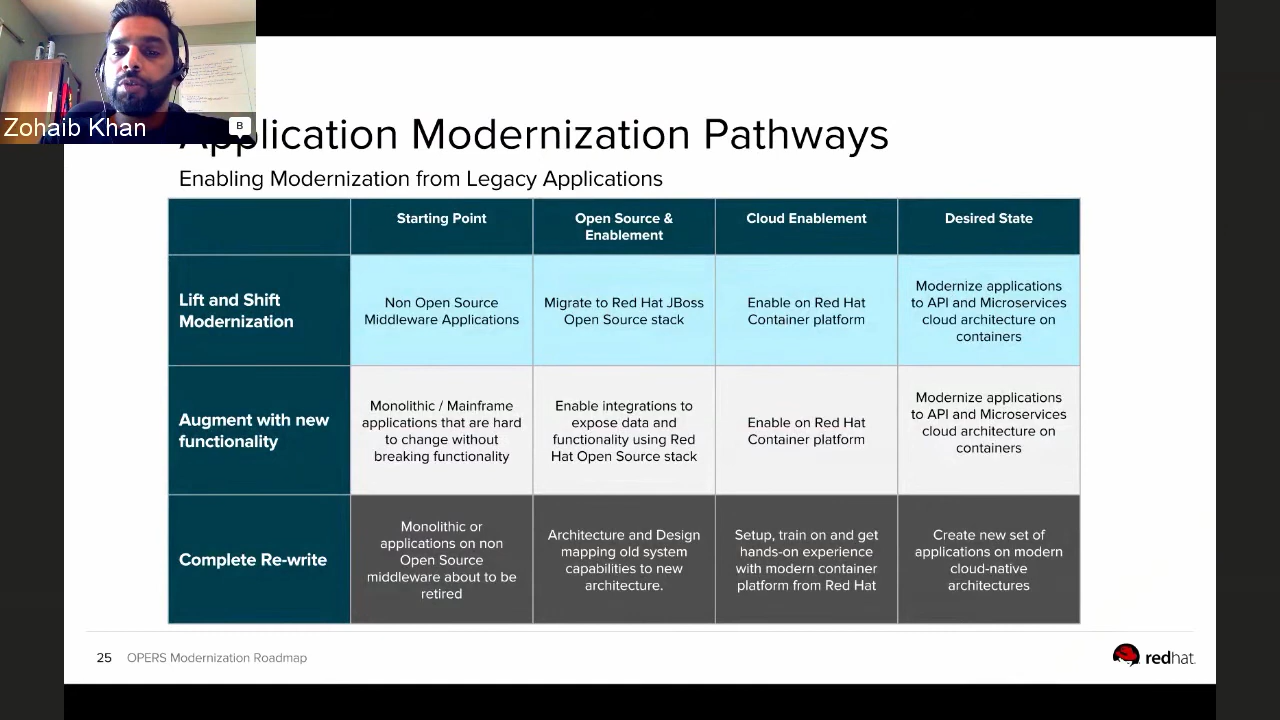 Zohaib Khan
B
Application Modernization Pathways
Enabling Modernization from Legacy Applications
Starting Point
Open Source &
Enablement
Cloud Enablement
Desired State
Lift and Shift
Modernization
Non Open Source
Middleware Applications
Migrate to Red Hat JBoss
Open Source stack
Enable on Red Hat
Container platform
Modernize applications
to API and Microservices
cloud architecture on
containers
Augment with new
functionality
Monolithic / Mainframe
applications that are hard
to change without
breaking functionality
Enable integrations to
expose data and
functionality using Red
Hat Open Source stack
Enable on Red Hat
Container platform
Modernize applications
to API and Microservices
cloud architecture on
containers
Complete Re-write
Monolithic or
applications on non
Open Source
middleware about to be
retired
Architecture and Design
mapping old system
capabilities to new
architecture.
Setup, train on and get
hands-on experience
with modern container
platform from Red Hat
Create new set of
applications on modern
cloud-native
architectures
25 OPERS Modernization Roadmap
redhat.